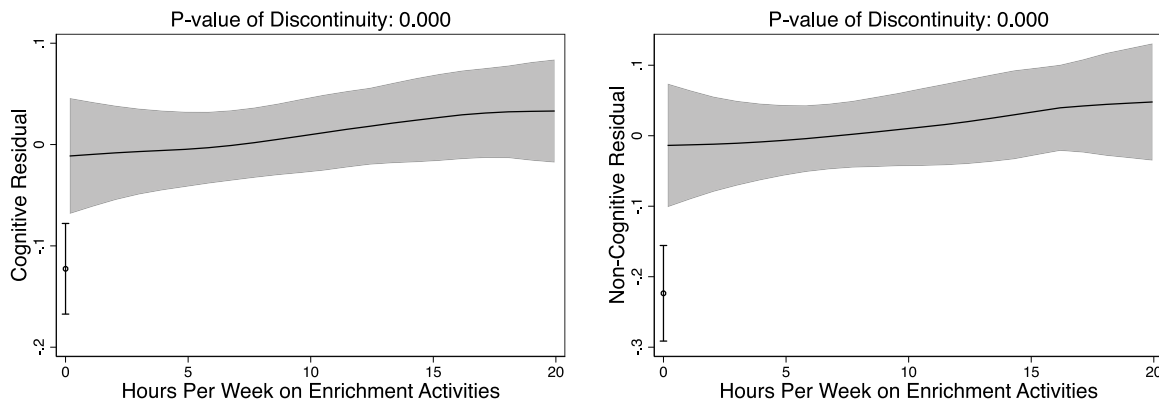 P-value of Discontinuity: 0.000
Cognitive Residual
.1
0
-.1
-.2
0 5 10 15 20
Hours Per Week on Enrichment Activities
P-value of Discontinuity: 0.000
Non-Cognitive Residual
.1
0
-.1
-.2
-.3
0 5 10 15 20
Hours Per Week on Enrichment Activities